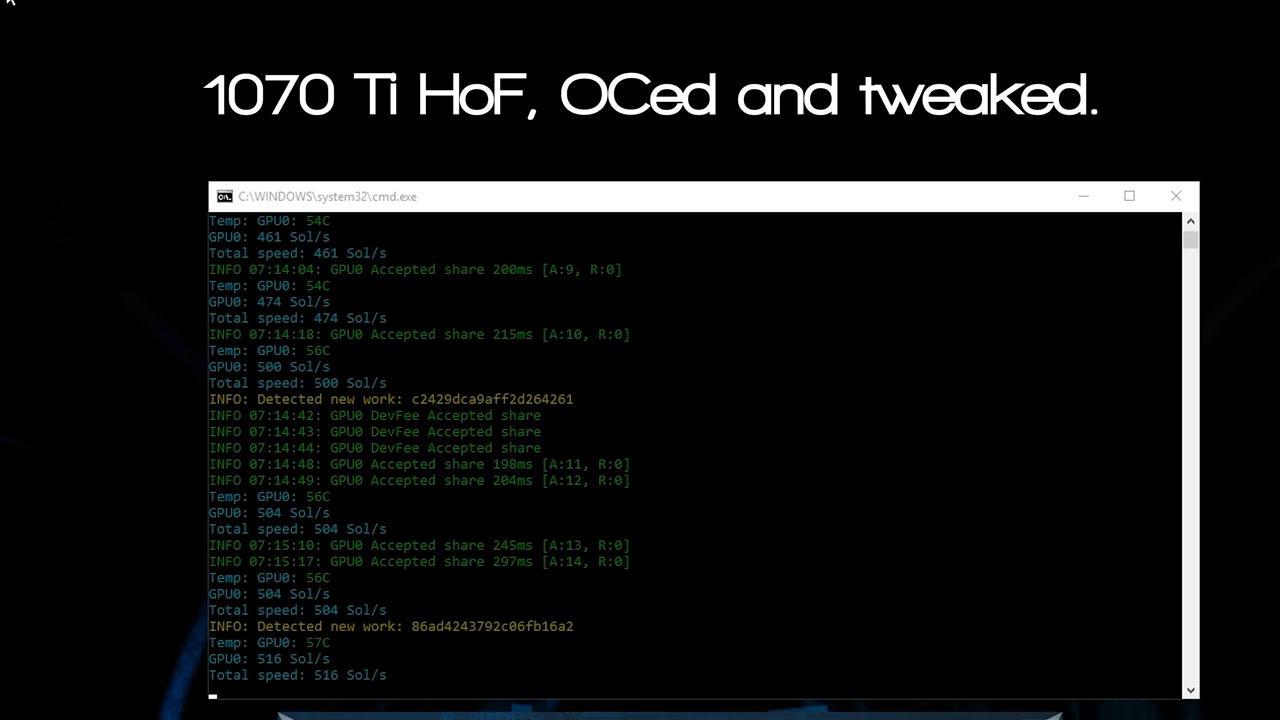 1070 Ti HoF, OCed and tweaked.
C:\WINDOWS\system32\cmd.exe
Temp: GPU0: 54C
GPU0: 461 Sol/s
Total speed: 461 Sol/s
INFO 07:14:04: GPU0 Accepted share 200ms [A:9, R:0]
Temp: GPU0: 54C
GPU0: 474 Sol/s
Total speed: 474 Sol/s
INFO 07:14:18: GPU0 Accepted share 215ms [A:10, R:0]
Temp: GPU0: 56C
GPU0: 500 Sol/s
Total speed: 500 Sol/s
INFO: Detected new work: c2429dca9aff2d264261
INFO 07:14:42: GPU0 DevFee Accepted share
INFO 07:14:43: GPU0 DevFee Accepted share
INFO 07:14:44: GPU0 DevFee Accepted share
INFO 07:14:48: GPU0 Accepted share 198ms [A:11, R:0]
INFO 07:14:49: GPU0 Accepted share 204ms [A:12, R:0]
Temp: GPU0: 56C
GPU0: 504 Sol/s
Total speed: 504 Sol/s
INFO 07:15:10: GPU0 Accepted share 245ms [A:13, R:0]
INFO 07:15:17: GPU0 Accepted share 297ms [A:14, R:0]
Temp: GPU0: 56C
GPU0: 504 Sol/s
Total speed: 504 Sol/s
INFO: Detected new work: 86ad4243792c06fb16a2
Temp: GPU0: 57C
GPU0: 516 Sol/s
Total speed: 516 Sol/s